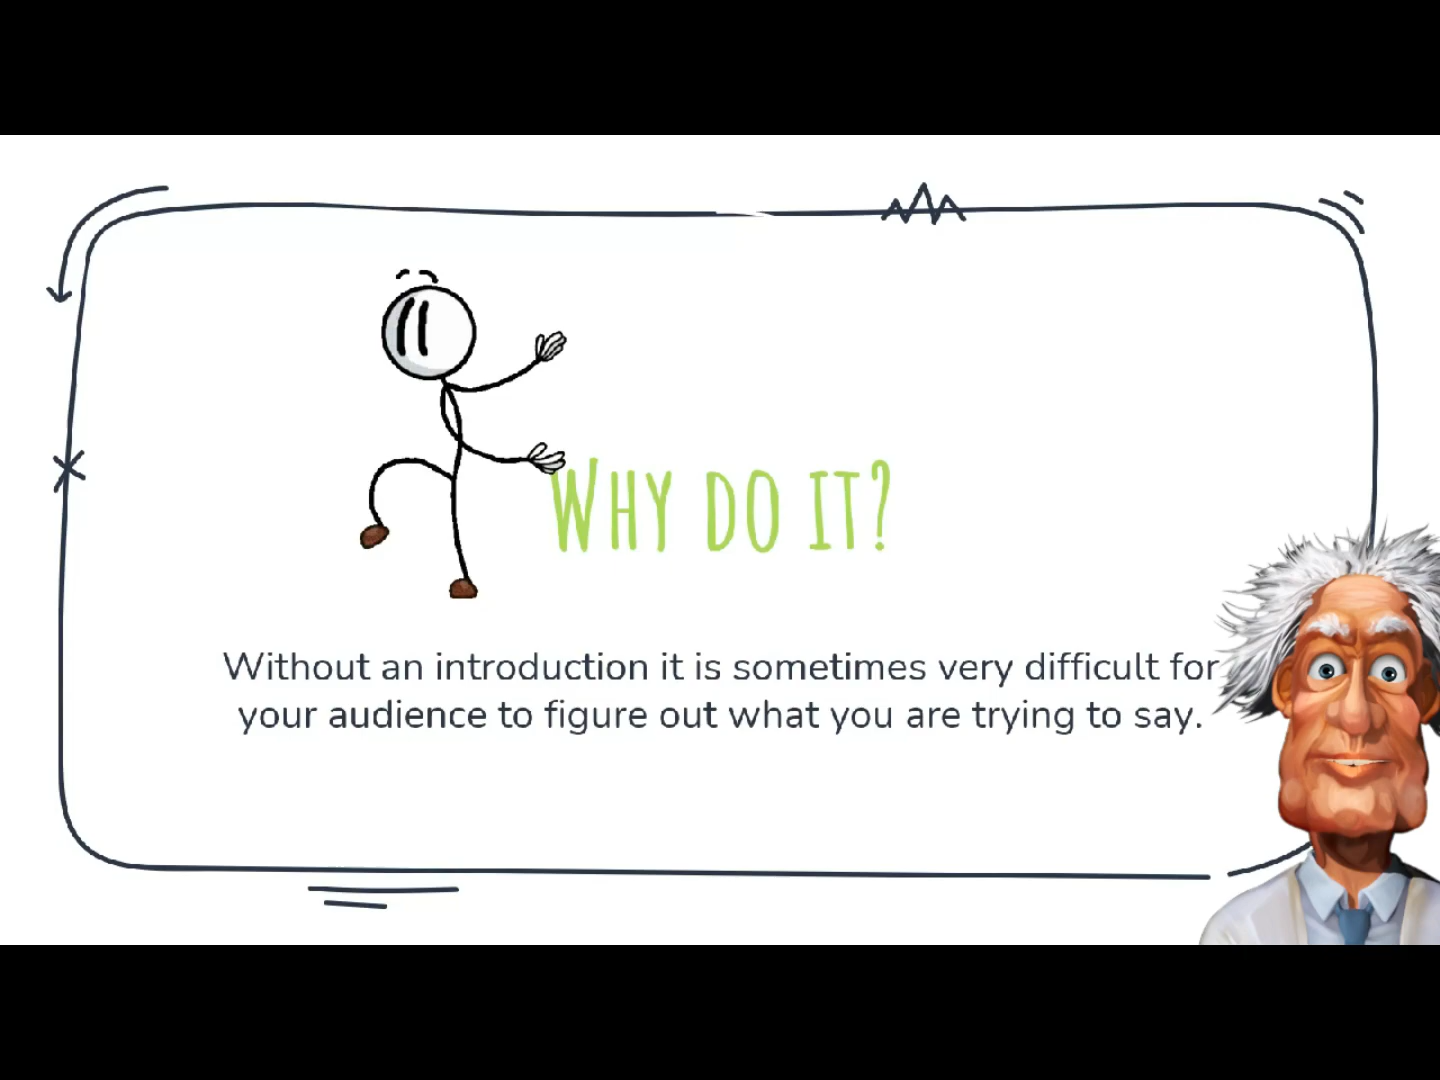 Why do it?
Without an introduction it is sometimes very difficult for
your audience to figure out what you are trying to say.